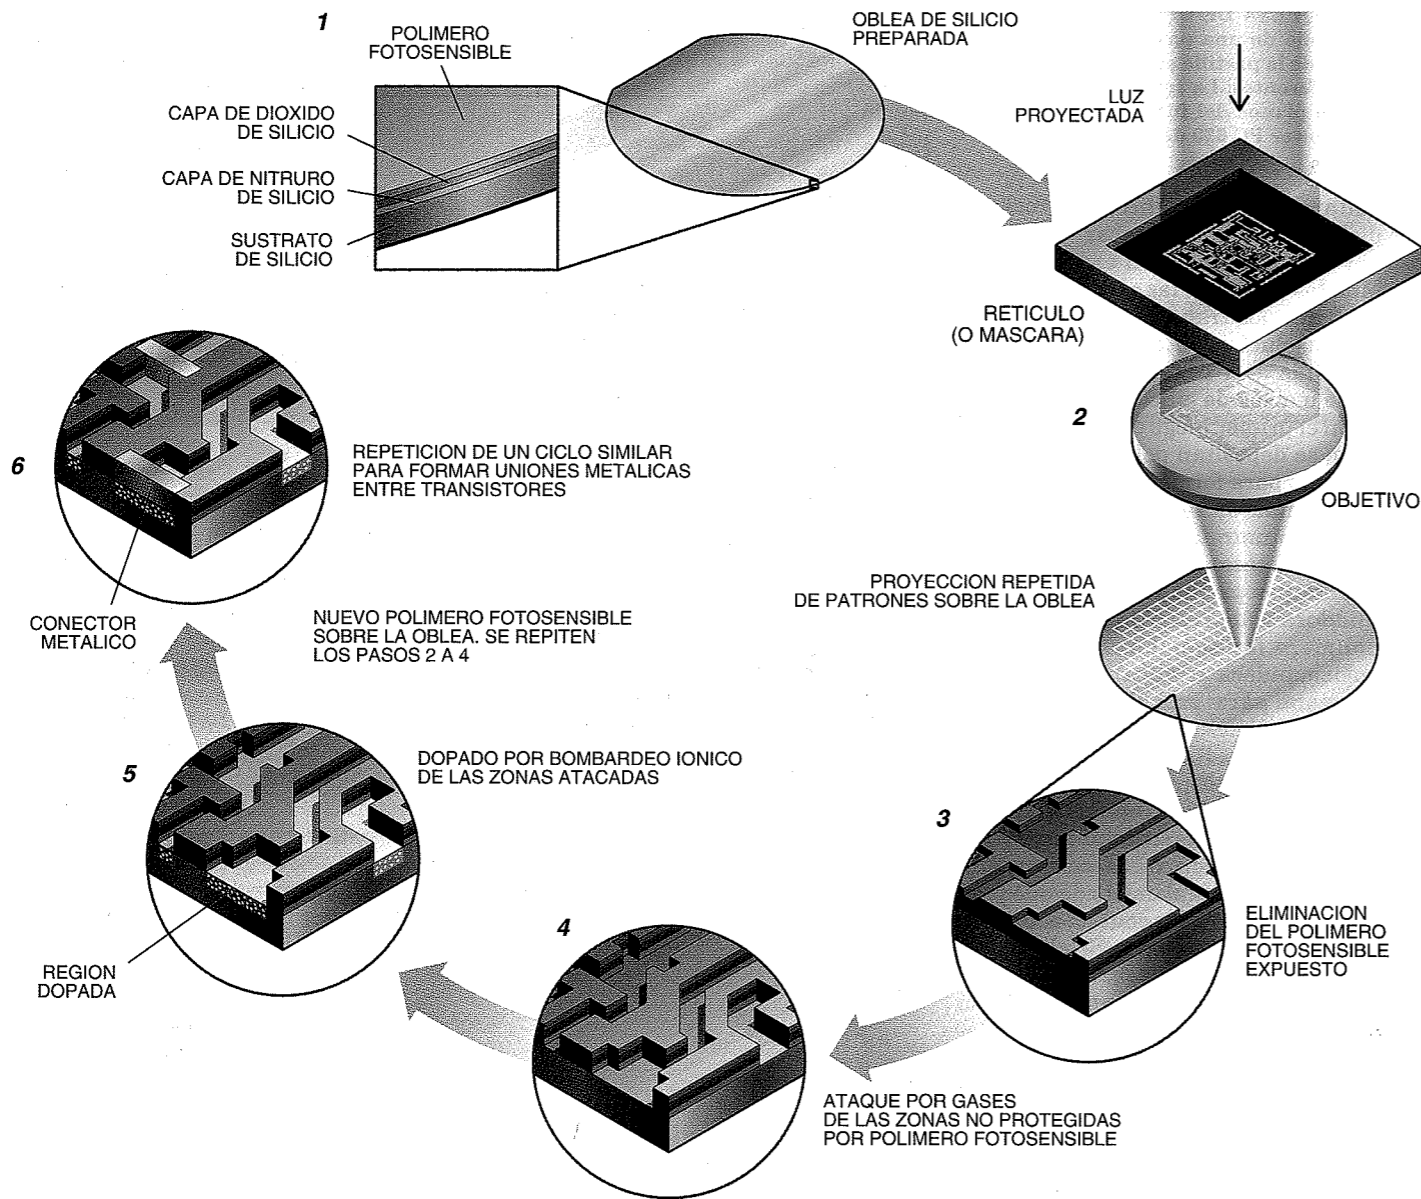 1
POLIMERO
FOTOSENSIBLE
CAPA DE DIOXIDO
DE SILICIO
CAPA DE NITRURO
DE SILICIO
SUSTRATO
DE SILICIO
OBLEA DE SILICIO
PREPARADA
LUZ
PROYECTADA
RETICULO
(O MASCARA)
2
OBJETIVO
PROYECCION REPETIDA
DE PATRONES SOBRE LA OBLEA
3
ELIMINACION
DEL POLIMERO
FOTOSENSIBLE
EXPUESTO
4
ATAQUE POR GASES
DE LAS ZONAS NO PROTEGIDAS
POR POLIMERO FOTOSENSIBLE
5
DOPADO POR BOMBARDEO IONICO
DE LAS ZONAS ATACADAS
REGION
DOPADA
NUEVO POLIMERO FOTOSENSIBLE
SOBRE LA OBLEA. SE REPITEN
LOS PASOS 2 A 4
6
REPETICION DE UN CICLO SIMILAR
PARA FORMAR UNIONES METALICAS
ENTRE TRANSISTORES
CONECTOR
METALICO